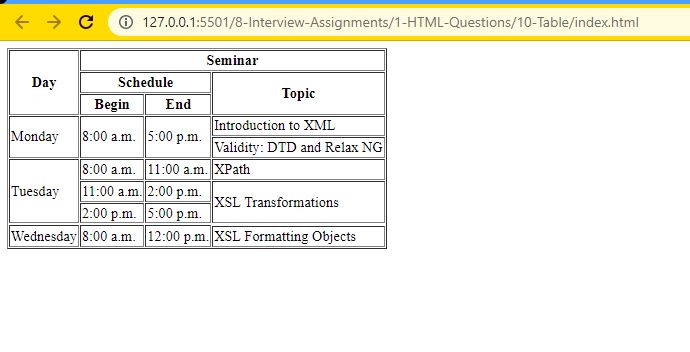 127.0.0.1:5501/8-Interview-Assignments/1-HTML-Questions/10-Table/index.html
Day Seminar
Schedule Topic
Begin End
Monday 8:00 a.m. 5:00 p.m. Introduction to XML
Validity: DTD and Relax NG
Tuesday 8:00 a.m. 11:00 a.m. XPath
11:00 a.m. 2:00 p.m. XSL Transformations
2:00 p.m. 5:00 p.m.
Wednesday 8:00 a.m. 12:00 p.m. XSL Formatting Objects